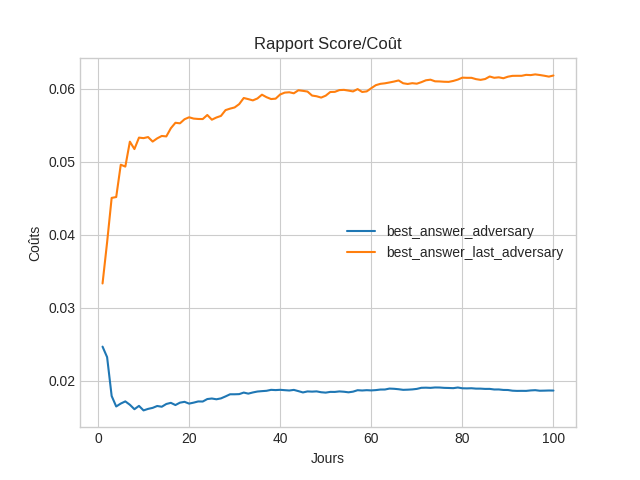 Rapport Score/Coût
0.06
0.05
0.04
0.03
0.02
Coûts
best_answer_adversary
best_answer_last_adversary
0 20 40 60 80 100
Jours